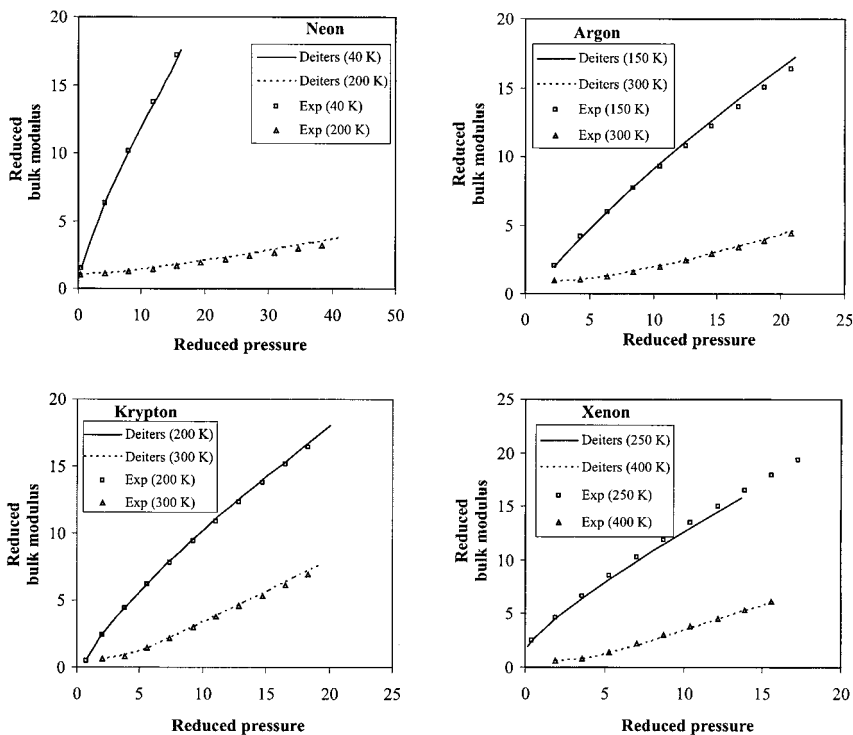 Neon
Deiters (40 K)
Deiters (200 K)
Exp (40 K)
Exp (200 K)
20
15
10
5
0
Reduced
bulk modulus
0 10 20 30 40 50
Reduced pressure
Argon
Deiters (150 K)
Deiters (300 K)
Exp (150 K)
Exp (300 K)
20
15
10
5
0
Reduced
bulk modulus
0 5 10 15 20 25
Reduced pressure
Krypton
Deiters (200 K)
Deiters (300 K)
Exp (200 K)
Exp (300 K)
20
15
10
5
0
Reduced
bulk modulus
0 5 10 15 20 25
Reduced pressure
Xenon
Deiters (250 K)
Deiters (400 K)
Exp (250 K)
Exp (400 K)
25
20
15
10
5
0
Reduced
bulk modulus
0 5 10 15 20
Reduced pressure